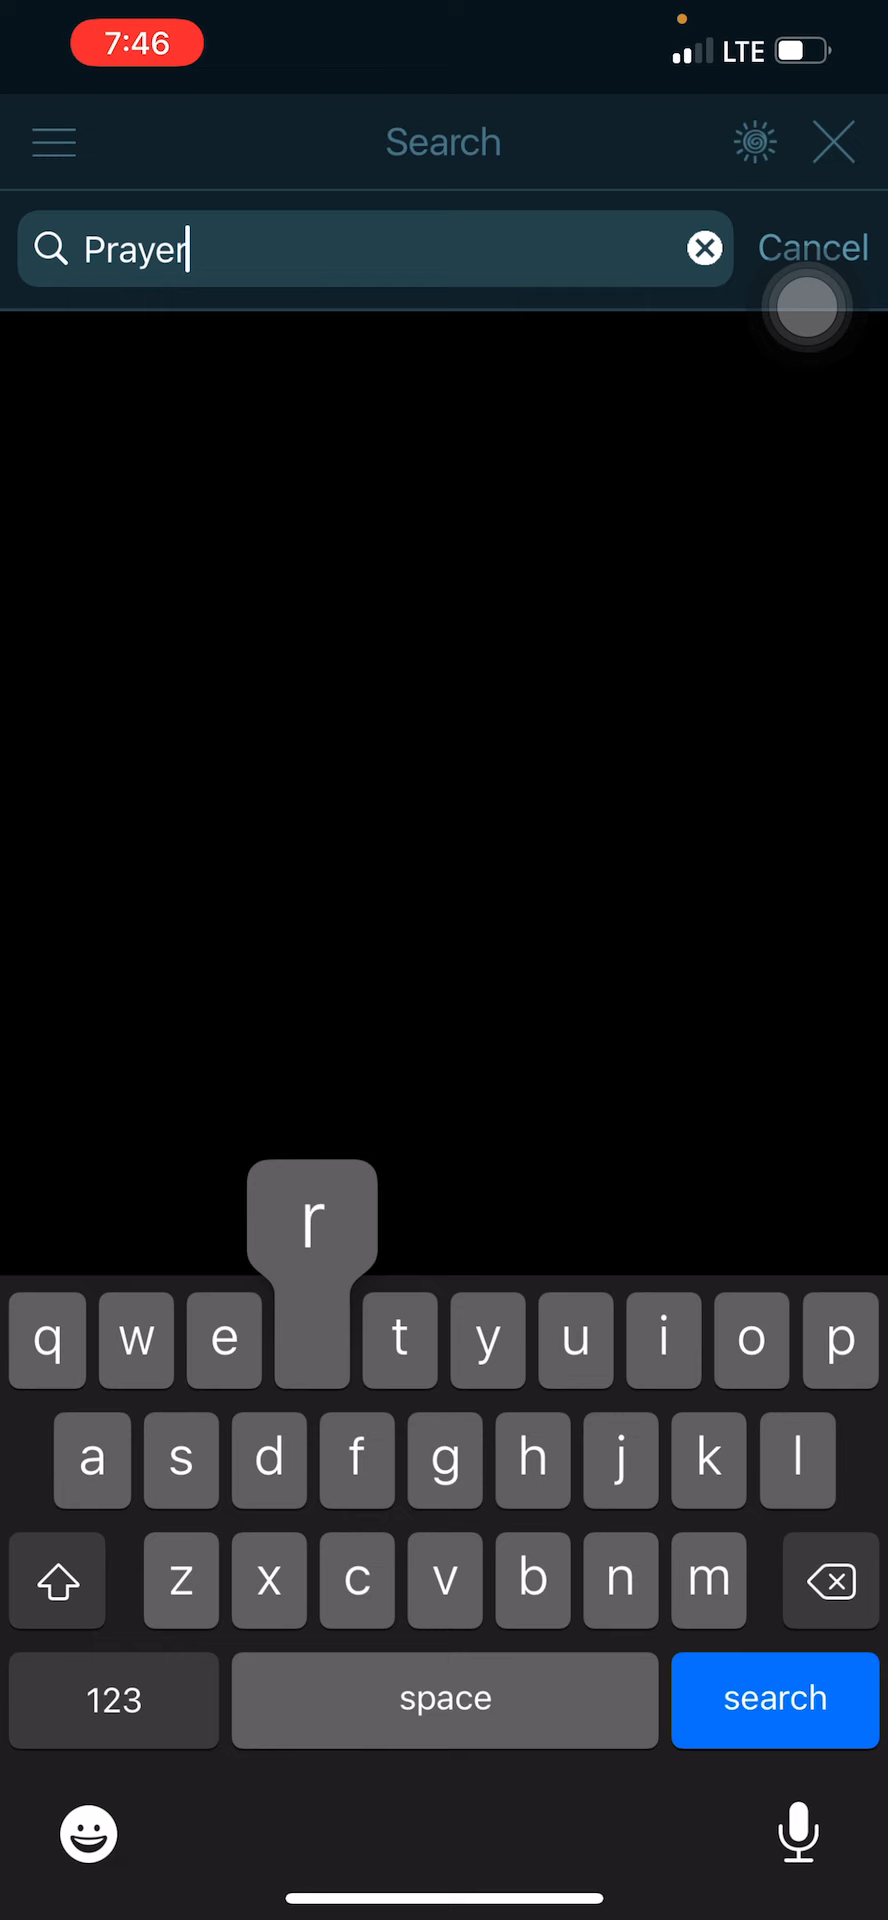 7:46
LTE
Search
Prayer
Cancel
r
q w e t y u i o p
a s d f g h j k l
z x c v b n m
123 space search